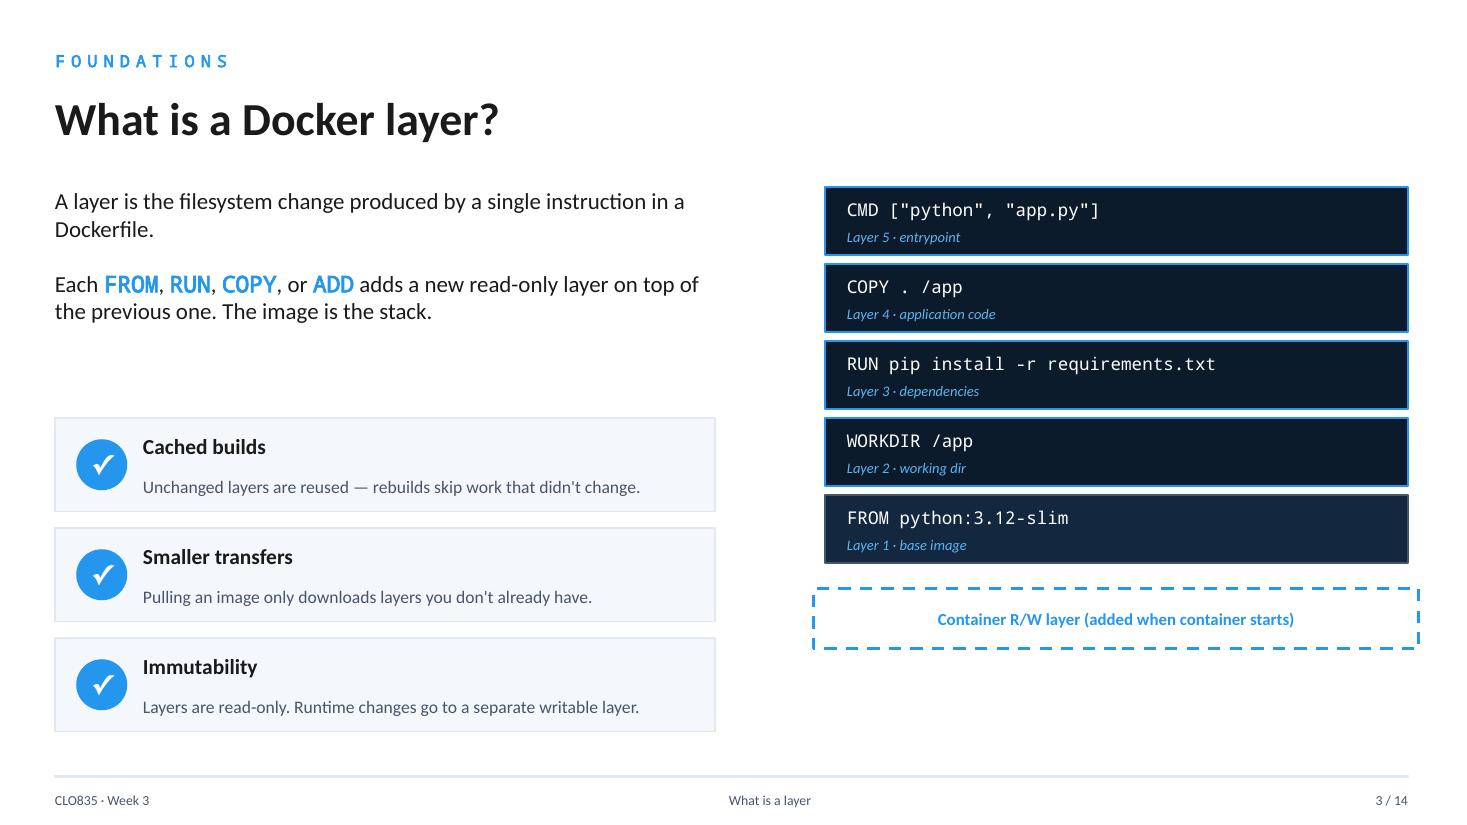 FOUNDATIONS
What is a Docker layer?
A layer is the filesystem change produced by a single instruction in a
Dockerfile.
Each FROM, RUN, COPY, or ADD adds a new read-only layer on top of
the previous one. The image is the stack.
Cached builds
Unchanged layers are reused — rebuilds skip work that didn't change.
Smaller transfers
Pulling an image only downloads layers you don't already have.
Immutability
Layers are read-only. Runtime changes go to a separate writable layer.
CMD ["python", "app.py"]
Layer 5 · entrypoint
COPY . /app
Layer 4 · application code
RUN pip install -r requirements.txt
Layer 3 · dependencies
WORKDIR /app
Layer 2 · working dir
FROM python:3.12-slim
Layer 1 · base image
Container R/W layer (added when container starts)
CLO835 · Week 3
What is a layer
3 / 14